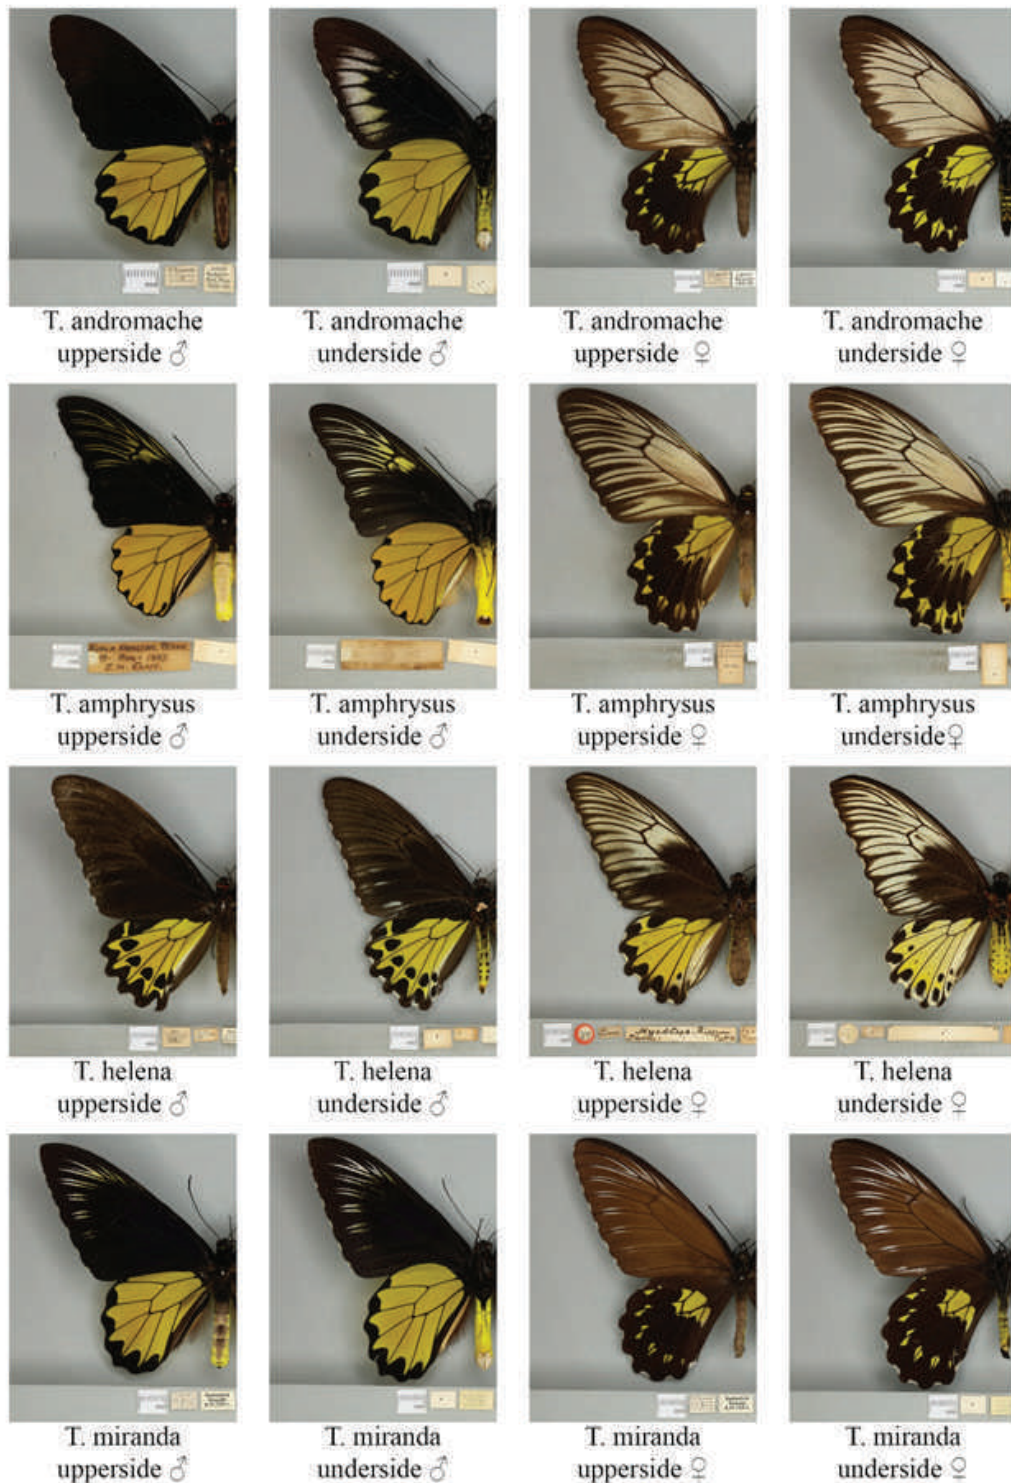 T. andromache
upperside ♂
T. andromache
underside ♂
T. andromache
upperside ♀
T. andromache
underside ♀
T. amphrysus
upperside ♂
T. amphrysus
underside ♂
T. amphrysus
upperside ♀
T. amphrysus
underside♀
T. helena
upperside ♂
T. helena
underside ♂
T. helena
upperside ♀
T. helena
underside ♀
T. miranda
upperside ♂
T. miranda
underside ♂
T. miranda
upperside ♀
T. miranda
underside ♀